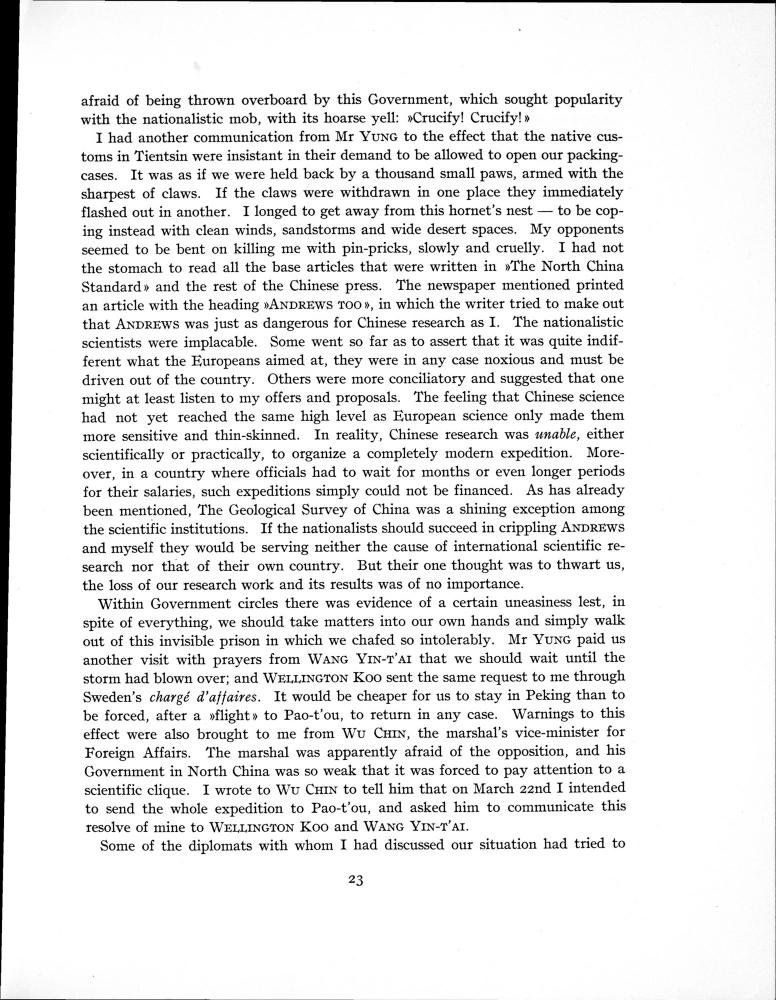 afraid of being thrown overboard by this Government, which sought popularity
with the nationalistic mob, with its hoarse yell: »Crucify! Crucify!»
I had another communication from Mr YUNG to the effect that the native cus-
toms in Tientsin were insistant in their demand to be allowed to open our packing-
cases. It was as if we were held back by a thousand small paws, armed with the
sharpest of claws. If the claws were withdrawn in one place they immediately
flashed out in another. I longed to get away from this hornet's nest — to be cop-
ing instead with clean winds, sandstorms and wide desert spaces. My opponents
seemed to be bent on killing me with pin-pricks, slowly and cruelly. I had not
the stomach to read all the base articles that were written in »The North China
Standard» and the rest of the Chinese press. The newspaper mentioned printed
an article with the heading »ANDREWS TOO», in which the writer tried to make out
that ANDREWS was just as dangerous for Chinese research as I. The nationalistic
scientists were implacable. Some went so far as to assert that it was quite indif-
ferent what the Europeans aimed at, they were in any case noxious and must be
driven out of the country. Others were more conciliatory and suggested that one
might at least listen to my offers and proposals. The feeling that Chinese science
had not yet reached the same high level as European science only made them
more sensitive and thin-skinned. In reality, Chinese research was unable, either
scientifically or practically, to organize a completely modern expedition. More-
over, in a country where officials had to wait for months or even longer periods
for their salaries, such expeditions simply could not be financed. As has already
been mentioned, The Geological Survey of China was a shining exception among
the scientific institutions. If the nationalists should succeed in crippling ANDREWS
and myself they would be serving neither the cause of international scientific re-
search nor that of their own country. But their one thought was to thwart us,
the loss of our research work and its results was of no importance.
Within Government circles there was evidence of a certain uneasiness lest, in
spite of everything, we should take matters into our own hands and simply walk
out of this invisible prison in which we chafed so intolerably. Mr YUNG paid us
another visit with prayers from WANG YIN-T'AI that we should wait until the
storm had blown over; and WELLINGTON KOO sent the same request to me through
Sweden's chargé d'affaires. It would be cheaper for us to stay in Peking than to
be forced, after a »flight» to Pao-t'ou, to return in any case. Warnings to this
effect were also brought to me from WU CHIN, the marshal's vice-minister for
Foreign Affairs. The marshal was apparently afraid of the opposition, and his
Government in North China was so weak that it was forced to pay attention to a
scientific clique. I wrote to WU CHIN to tell him that on March 22nd I intended
to send the whole expedition to Pao-t'ou, and asked him to communicate this
resolve of mine to WELLINGTON KOO and WANG YIN-T'AI.
Some of the diplomats with whom I had discussed our situation had tried to
23